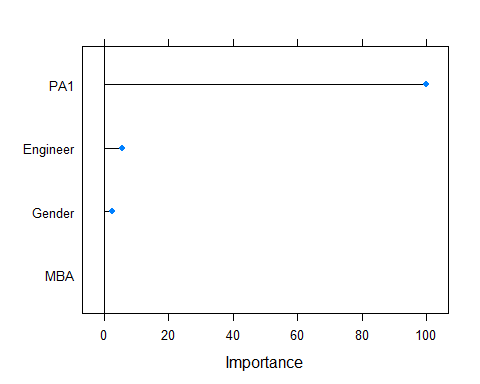 PA1
Engineer
Gender
MBA
0 20 40 60 80 100
Importance